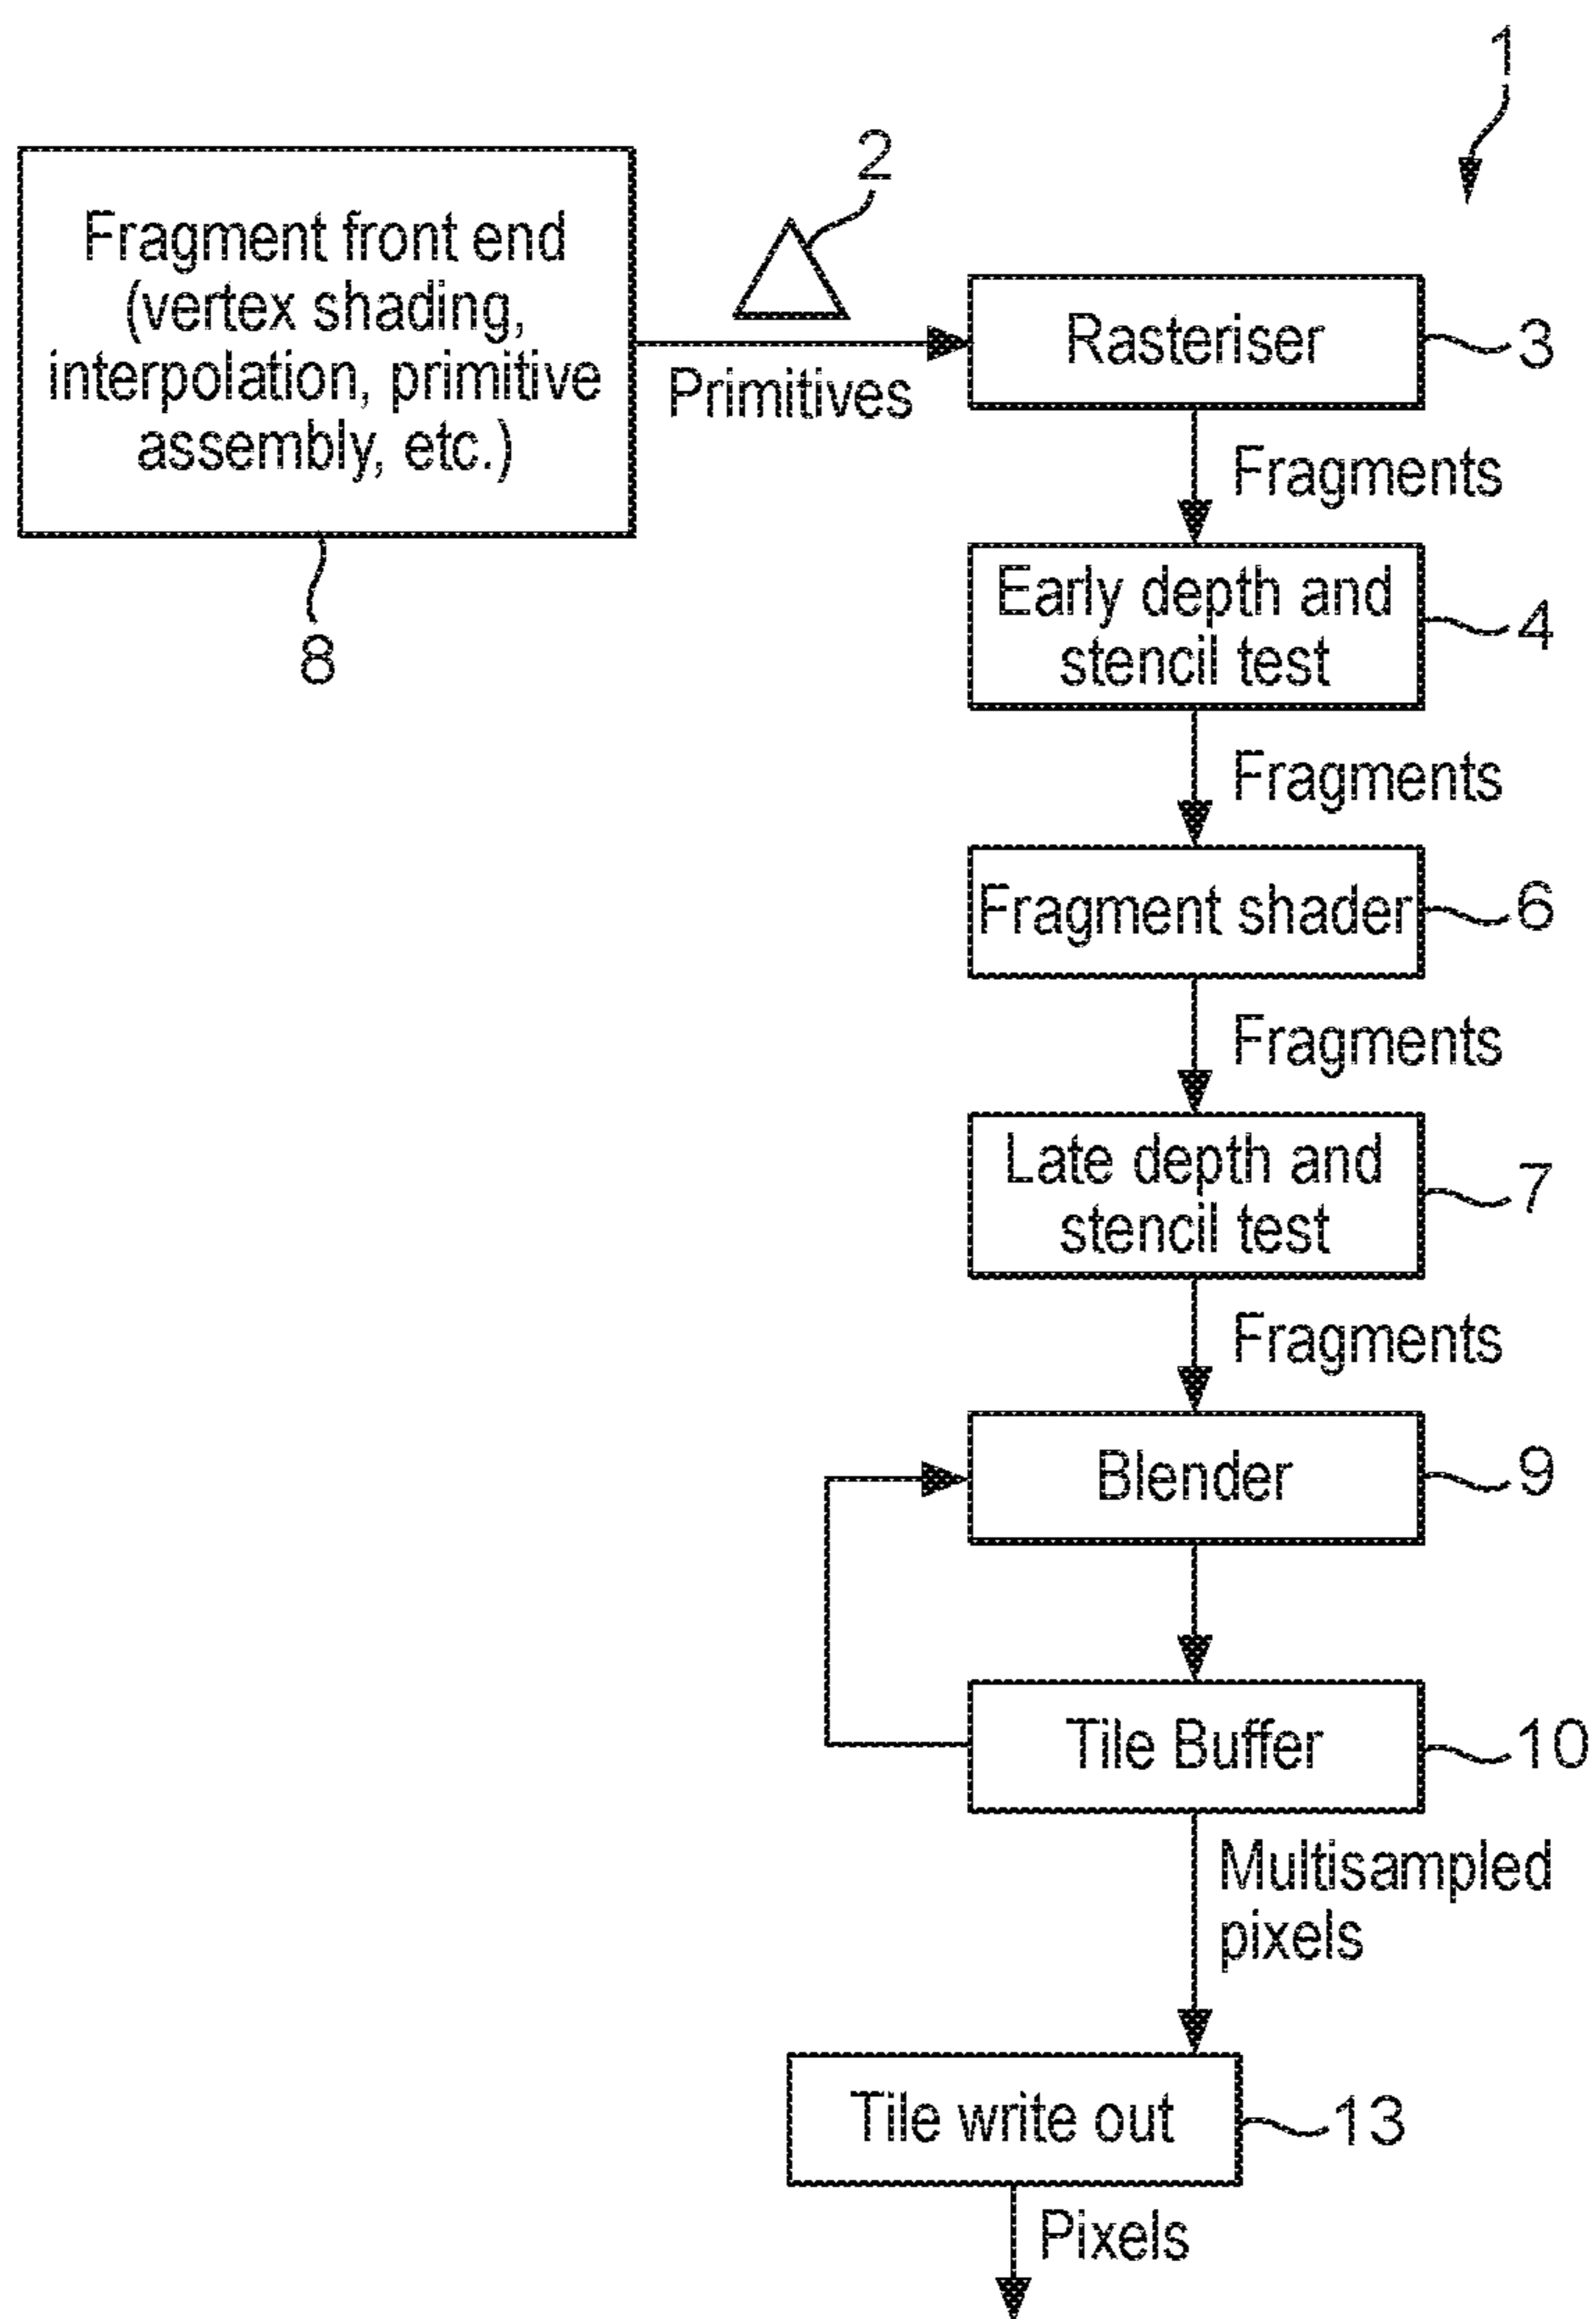 1
2
Fragment front end
(vertex shading,
interpolation, primitive
assembly, etc.)
8
Primitives
Rasteriser
3
Fragments
Early depth and
stencil test
4
Fragments
Fragment shader
6
Fragments
Late depth and
stencil test
7
Fragments
Blender
9
Tile Buffer
10
Multisampled
pixels
Tile write out
13
Pixels